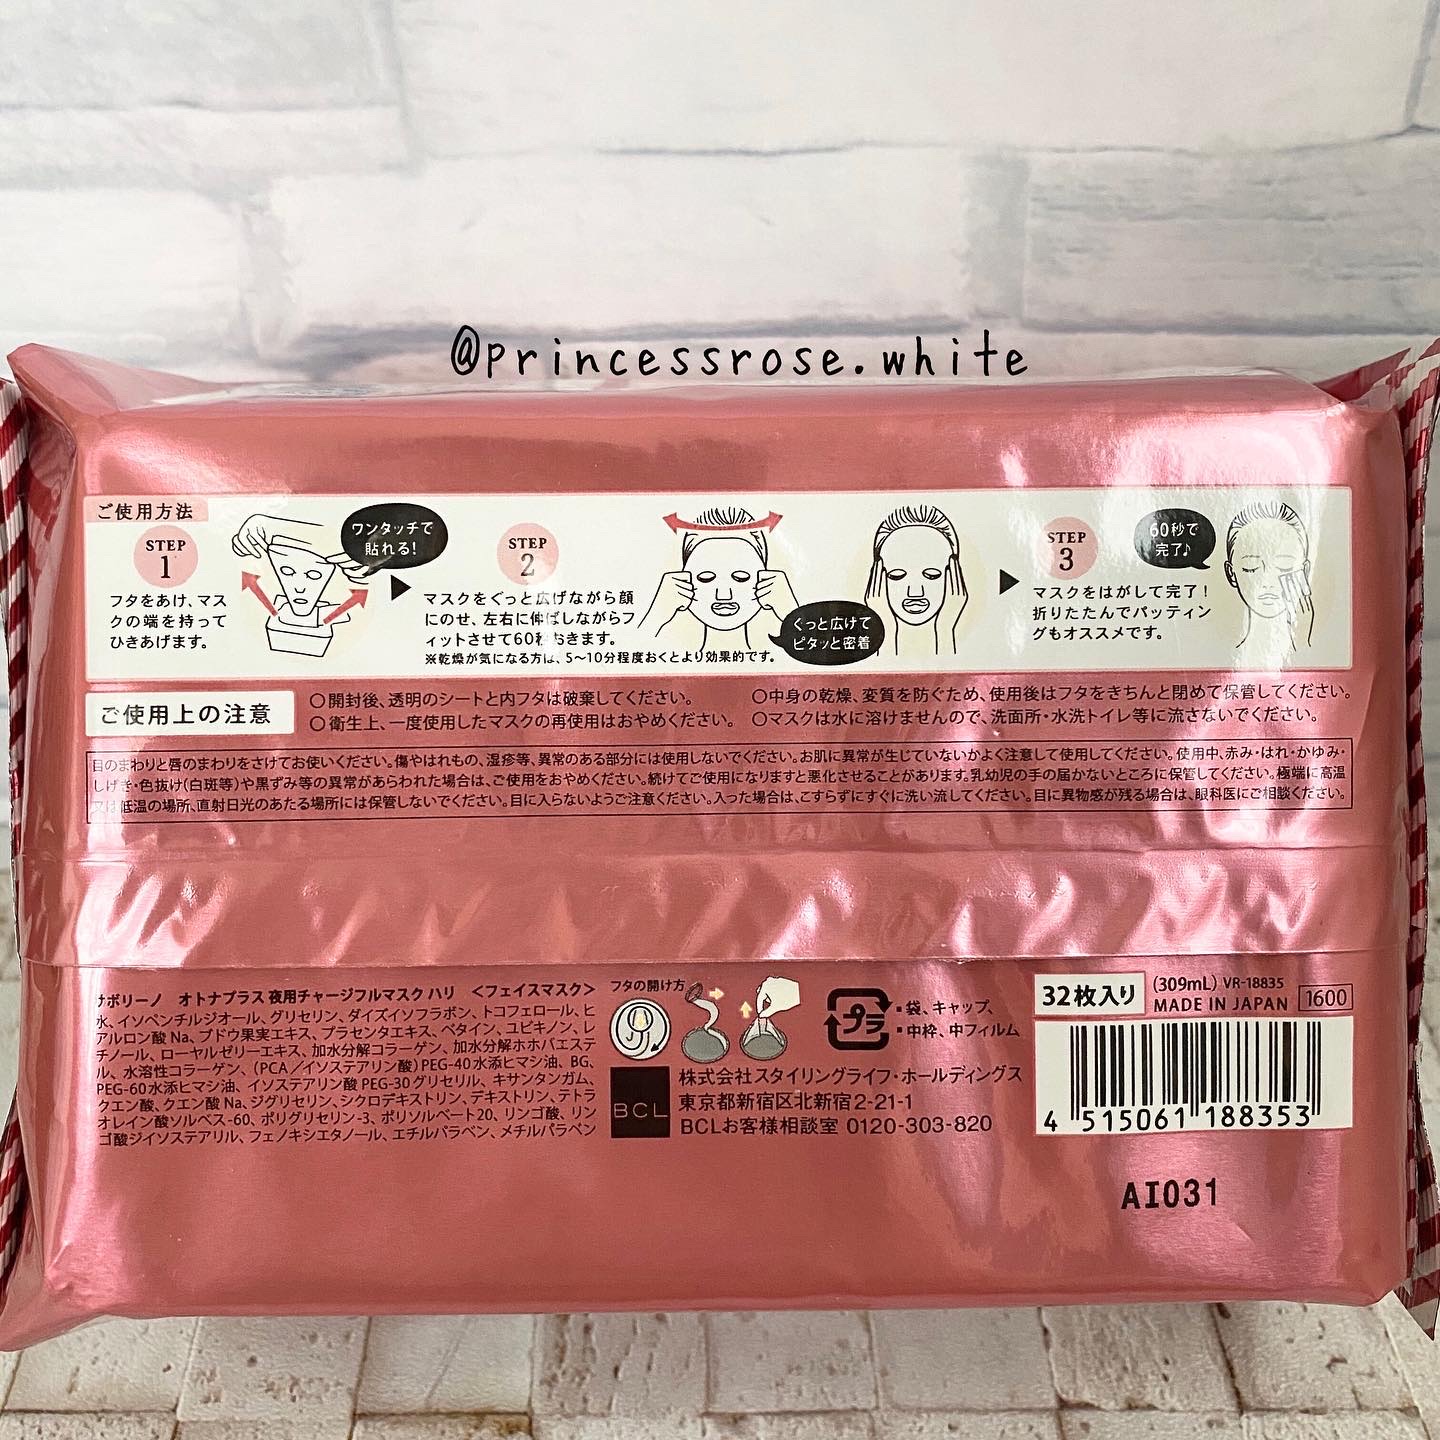 @princessrose.white
ご使用方法
STEP
1
フタをあけ、マス
クの端を持って
ひきあげます。
ワンタッチで
貼れる!
STEP
2
マスクをぐっと広げながら顔
にのせ、左右に伸ばしながらフ
ィットさせて60秒おきます。
※乾燥が気になる方は、5〜10分程度おくとより効果的です。
ぐっと広げて
ピタッと密着
STEP
3
マスクをはがして完了!
折りたたんでパッティン
グもオススメです。
60秒で
完了♪
ご使用上の注意
○開封後、透明のシートと内フタは破棄してください。
○衛生上、一度使用したマスクの再使用はおやめください。
○中身の乾燥、変質を防ぐため、使用後はフタをきちんと閉めて保管してください。
○マスクは水に溶けませんので、洗面所・水洗トイレ等に流さないでください。
目のまわりと唇のまわりをさけてお使いください。傷やはれもの、湿疹等、異常のある部分には使用しないでください。お肌に異常が生じていないかよく注意して使用してください。使用中、赤み・はれ・かゆみ・
しげき・色抜け(白斑等)や黒ずみ等の異常があらわれた場合は、ご使用をおやめください。続けてご使用になりますと悪化させることがあります。乳幼児の手の届かないところに保管してください。極端に高温
又は低温の場所、直射日光のあたる場所には保管しないでください。目に入らないようご注意ください。入った場合は、こすらずにすぐに洗い流してください。目に異物感が残る場合は、眼科医にご相談ください。
サボリーノ オトナプラス 夜用チャージフルマスク ハリ <フェイスマスク>
水、イソペンチルジオール、グリセリン、ダイズイソフラボン、トコフェロール、ヒ
アルロン酸Na、ブドウ果実エキス、プラセンタエキス、ベタイン、ユビキノン、レ
チノール、ローヤルゼリーエキス、加水分解コラーゲン、加水分解ホホバエステ
ル、水溶性コラーゲン、(PCA/イソステアリン酸)PEG-40水添ヒマシ油、BG、
PEG-60水添ヒマシ油、イソステアリン酸PEG-30グリセリル、キサンタンガム、
クエン酸、クエン酸Na、ジグリセリン、シクロデキストリン、デキストリン、テトラ
オレイン酸ソルベス-60、ポリグリセリン-3、ポリソルベート20、リンゴ酸、リン
ゴ酸ジイソステアリル、フェノキシエタノール、エチルパラベン、メチルパラベン
フタの開け方
プラ
・袋、キャップ、
・中枠、中フィルム
BCL
株式会社スタイリングライフ・ホールディングス
東京都新宿区北新宿2-21-1
BCLお客様相談室 0120-303-820
32枚入り
(309mL) VR-18835
MADE IN JAPAN
1600
4 515061 188353
AI031